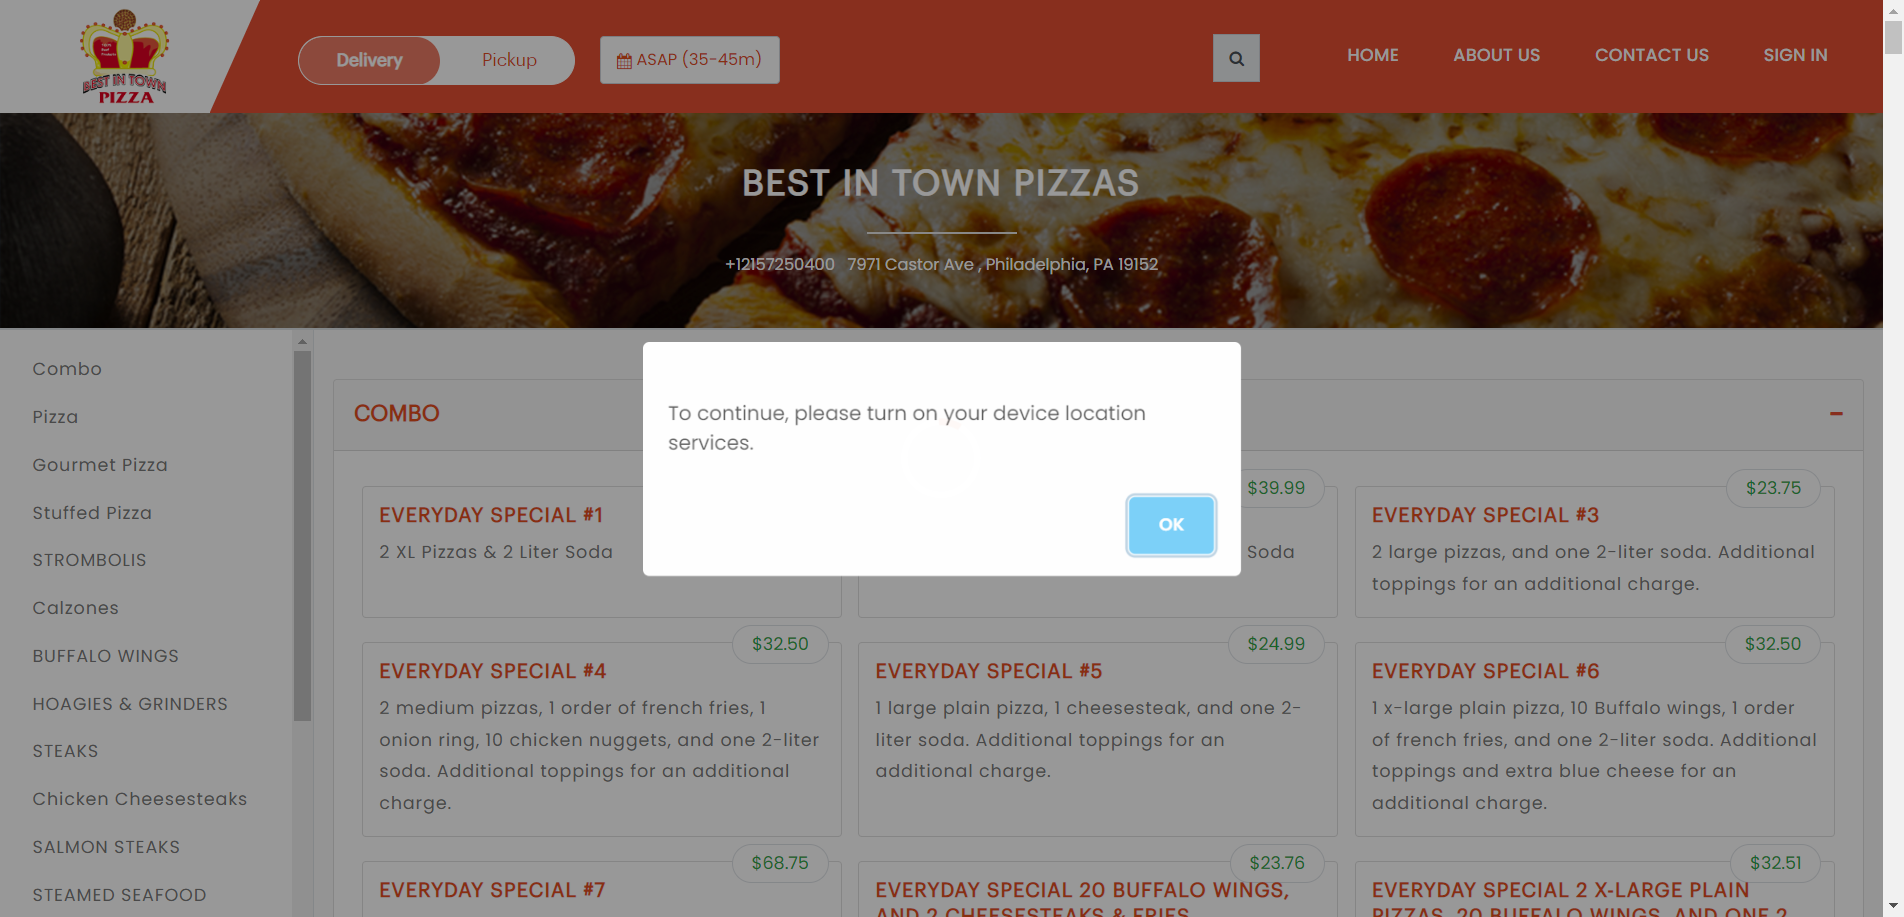 BEST IN TOWN
PIZZA
Delivery
Pickup
ASAP (35-45m)
HOME
ABOUT US
CONTACT US
SIGN IN
BEST IN TOWN PIZZAS
+12157250400 7971 Castor Ave , Philadelphia, PA 19152
Combo
Pizza
Gourmet Pizza
Stuffed Pizza
STROMBOLIS
Calzones
BUFFALO WINGS
HOAGIES & GRINDERS
STEAKS
Chicken Cheesesteaks
SALMON STEAKS
STEAMED SEAFOOD
COMBO
To continue, please turn on your device location
services.
OK
EVERYDAY SPECIAL #1
2 XL Pizzas & 2 Liter Soda
$39.99
Soda
$23.75
EVERYDAY SPECIAL #3
2 large pizzas, and one 2-liter soda. Additional
toppings for an additional charge.
$32.50
EVERYDAY SPECIAL #4
2 medium pizzas, 1 order of french fries, 1
onion ring, 10 chicken nuggets, and one 2-liter
soda. Additional toppings for an additional
charge.
$24.99
EVERYDAY SPECIAL #5
1 large plain pizza, 1 cheesesteak, and one 2-
liter soda. Additional toppings for an
additional charge.
$32.50
EVERYDAY SPECIAL #6
1 x-large plain pizza, 10 Buffalo wings, 1 order
of french fries, and one 2-liter soda. Additional
toppings and extra blue cheese for an
additional charge.
$68.75
EVERYDAY SPECIAL #7
$23.76
EVERYDAY SPECIAL 20 BUFFALO WINGS,
AND 2 CHEESESTEAKS & FRIES
$32.51
EVERYDAY SPECIAL 2 X-LARGE PLAIN
PIZZAS, 20 BUFFALO WINGS, AND ONE 2